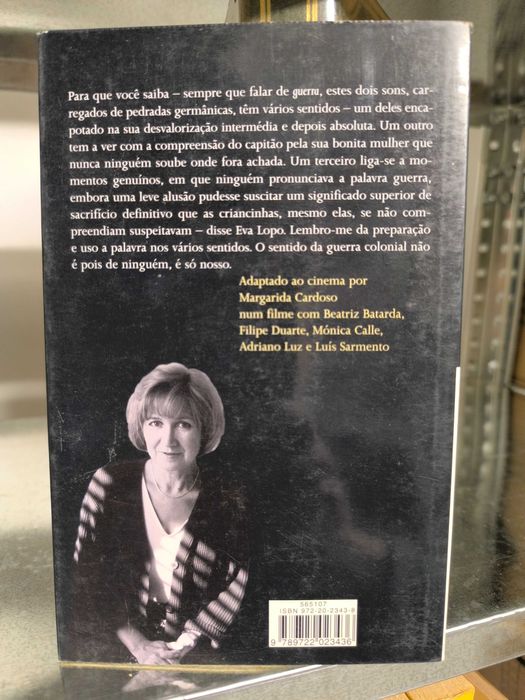 Para que você saiba – sempre que falar de guerra, estes dois sons, car-
regados de pedradas germânicas, têm vários sentidos – um deles enca-
potado na sua desvalorização intermédia e depois absoluta. Um outro
tem a ver com a compreensão do capitão pela sua bonita mulher que
nunca ninguém soube onde fora achada. Um terceiro liga-se a mo-
mentos genuínos, em que ninguém pronunciava a palavra guerra,
embora uma leve alusão pudesse suscitar um significado superior de
sacrifício definitivo que as criancinhas, mesmo elas, se não com-
preendiam suspeitavam – disse Eva Lopo. Lembro-me da preparação
e uso a palavra nos vários sentidos. O sentido da guerra colonial não
é pois de ninguém, é só nosso.
Adaptado ao cinema por
Margarida Cardoso
num filme com Beatriz Batarda,
Filipe Duarte, Mónica Calle,
Adriano Luz e Luís Sarmento
565107
ISBN 972-20-2343-8
9 789722 023436